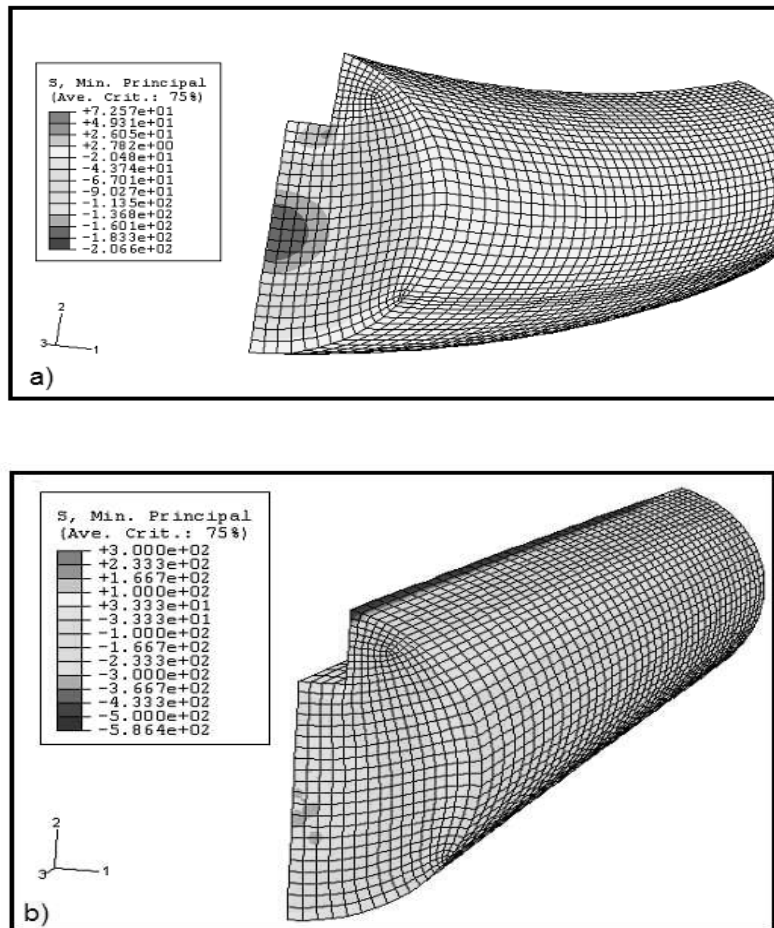 S, Min. Principal
(Ave. Crit.: 75%)
+7.257e+01
+4.931e+01
+2.605e+01
+2.782e+00
-2.048e+01
-4.374e+01
-6.701e+01
-9.027e+01
-1.135e+02
-1.368e+02
-1.601e+02
-1.833e+02
-2.066e+02
2
3 1
a)
S, Min. Principal
(Ave. Crit.: 75%)
+3.000e+02
+2.333e+02
+1.667e+02
+1.000e+02
+3.333e+01
-3.333e+01
-1.000e+02
-1.667e+02
-2.333e+02
-3.000e+02
-3.667e+02
-4.333e+02
-5.000e+02
-5.864e+02
2
3 1
b)